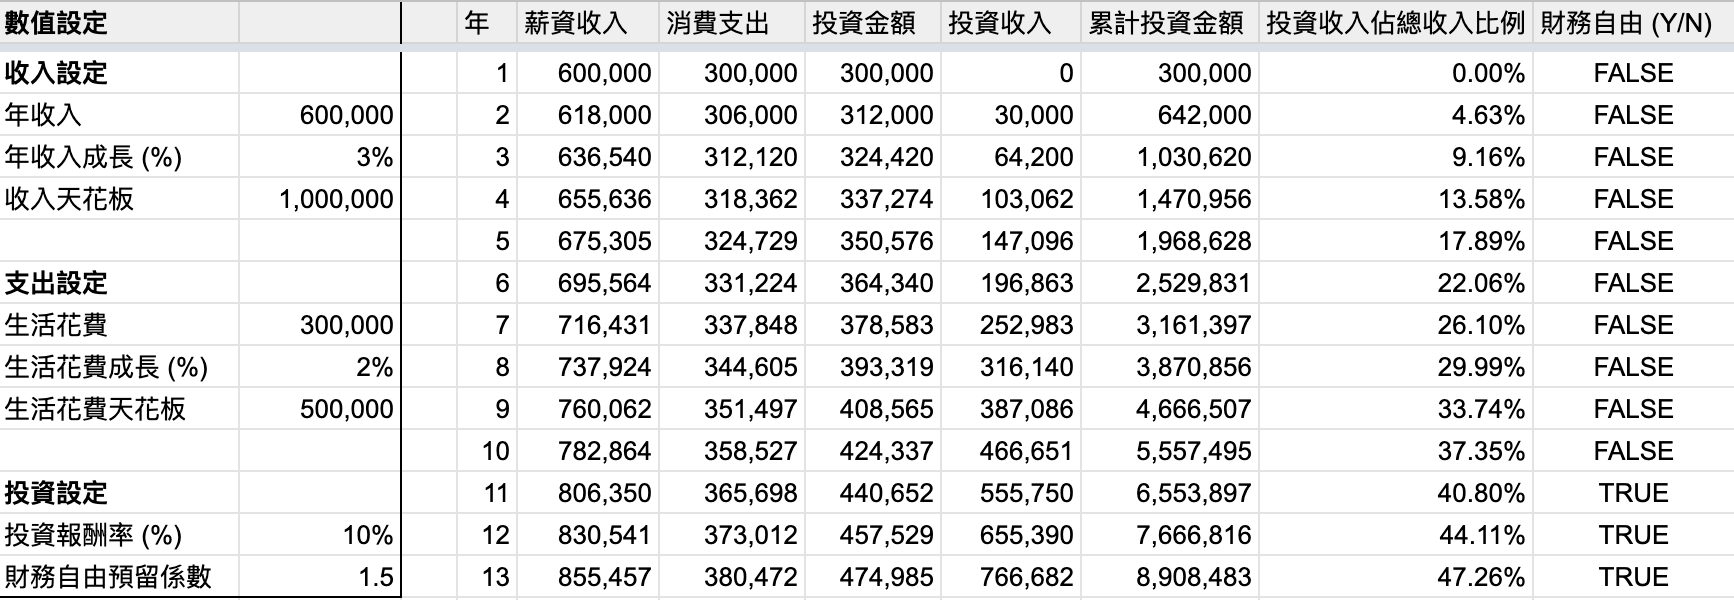 數值設定 年 薪資收入 消費支出 投資金額 投資收入 累計投資金額 投資收入佔總收入比例 財務自由 (Y/N)
收入設定 1 600,000 300,000 300,000 0 300,000 0.00% FALSE
年收入 600,000 2 618,000 306,000 312,000 30,000 642,000 4.63% FALSE
年收入成長 (%) 3% 3 636,540 312,120 324,420 64,200 1,030,620 9.16% FALSE
收入天花板 1,000,000 4 655,636 318,362 337,274 103,062 1,470,956 13.58% FALSE
5 675,305 324,729 350,576 147,096 1,968,628 17.89% FALSE
支出設定 6 695,564 331,224 364,340 196,863 2,529,831 22.06% FALSE
生活花費 300,000 7 716,431 337,848 378,583 252,983 3,161,397 26.10% FALSE
生活花費成長 (%) 2% 8 737,924 344,605 393,319 316,140 3,870,856 29.99% FALSE
生活花費天花板 500,000 9 760,062 351,497 408,565 387,086 4,666,507 33.74% FALSE
10 782,864 358,527 424,337 466,651 5,557,495 37.35% FALSE
投資設定 11 806,350 365,698 440,652 555,750 6,553,897 40.80% TRUE
投資報酬率 (%) 10% 12 830,541 373,012 457,529 655,390 7,666,816 44.11% TRUE
財務自由預留係數 1.5 13 855,457 380,472 474,985 766,682 8,908,483 47.26% TRUE